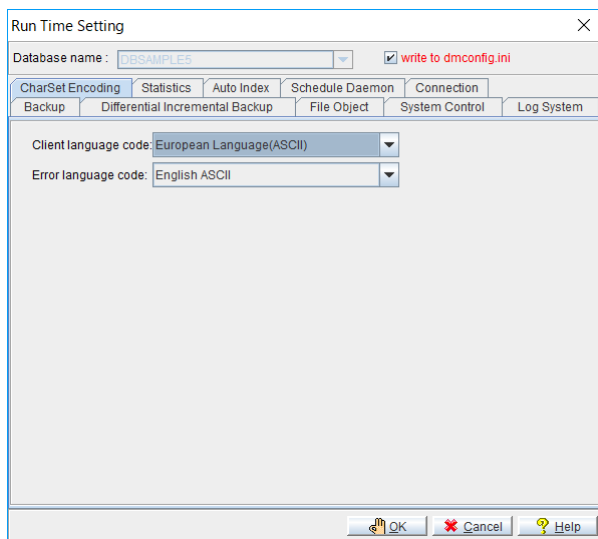 Run Time Setting
Database name : DBSAMPLE5 write to dmconfig.ini
CharSet Encoding Statistics Auto Index Schedule Daemon Connection
Backup Differential Incremental Backup File Object System Control Log System
Client language code: European Language(ASCII)
Error language code: English ASCII
OK Cancel Help